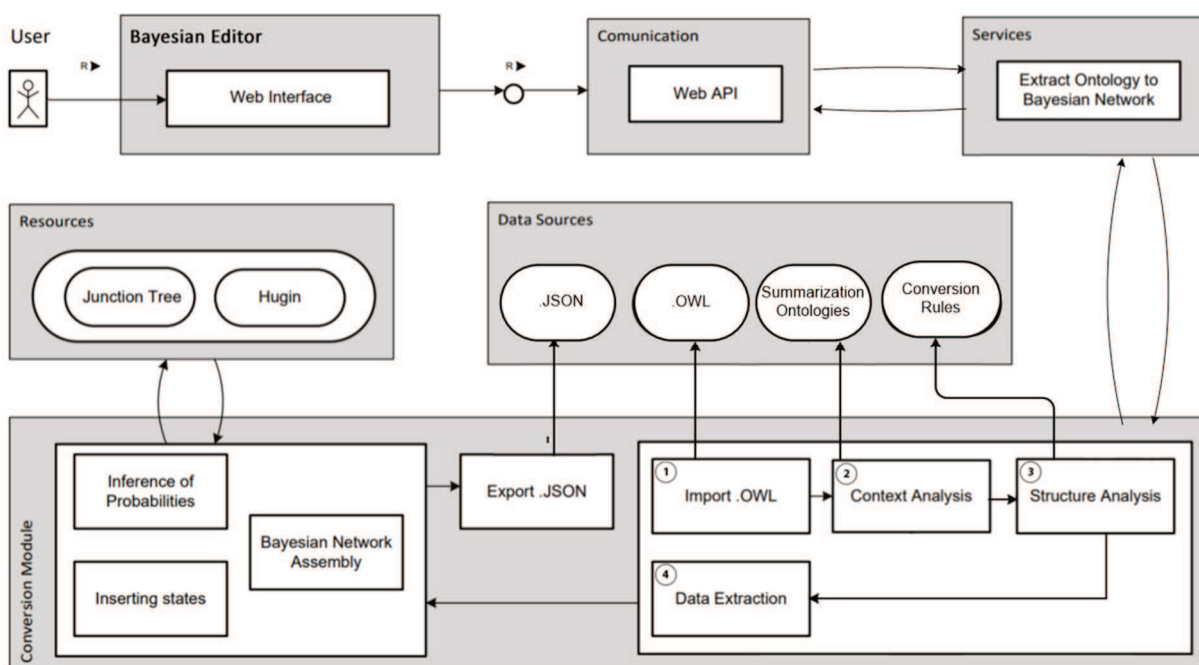 User
Bayesian Editor
Comunication
Services
R
R
Web Interface
Web API
Extract Ontology to
Bayesian Network
Resources
Data Sources
Junction Tree
Hugin
.JSON
.OWL
Summarization
Ontologies
Conversion
Rules
Conversion Module
Inference of
Probabilities
Bayesian Network
Assembly
Inserting states
Export .JSON
1
Import .OWL
2
Context Analysis
3
Structure Analysis
4
Data Extraction